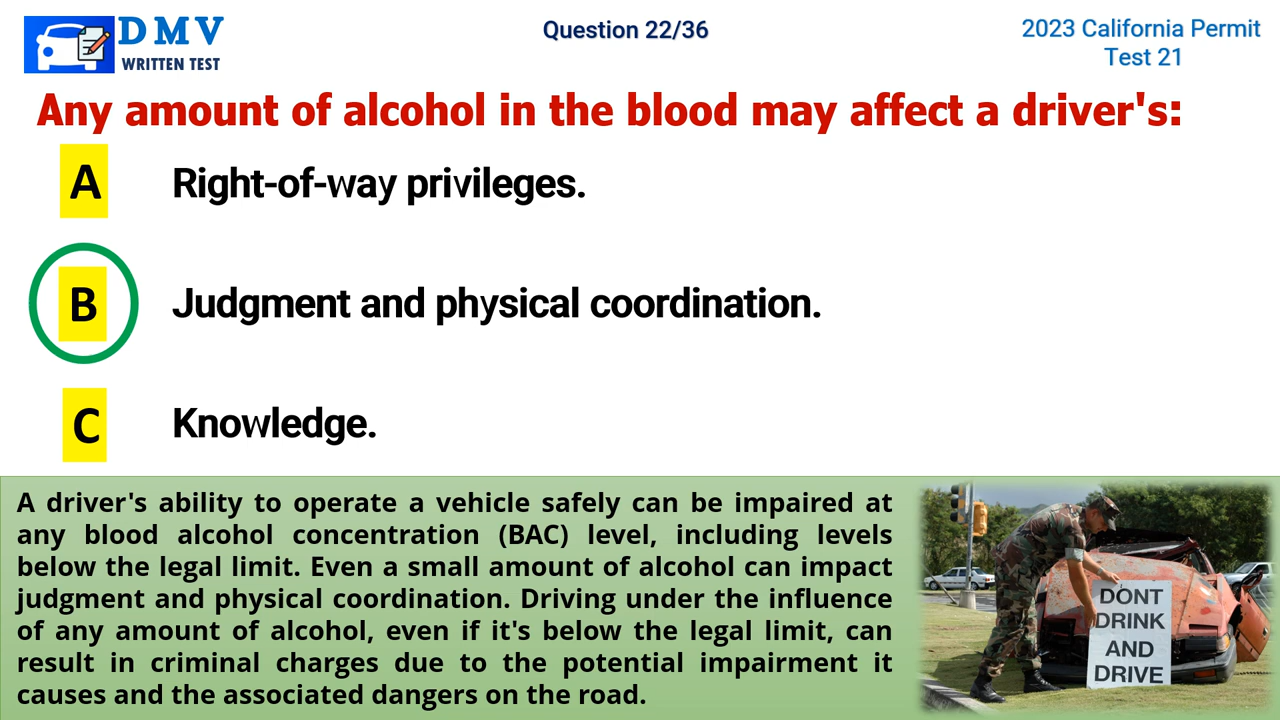 DMV
WRITTEN TEST
Question 22/36
2023 California Permit
Test 21
Any amount of alcohol in the blood may affect a driver's:
A Right-of-way privileges.
B Judgment and physical coordination.
C Knowledge.
A driver's ability to operate a vehicle safely can be impaired at
any blood alcohol concentration (BAC) level, including levels
below the legal limit. Even a small amount of alcohol can impact
judgment and physical coordination. Driving under the influence
of any amount of alcohol, even if it's below the legal limit, can
result in criminal charges due to the potential impairment it
causes and the associated dangers on the road.
DONT
DRINK
AND
DRIVE